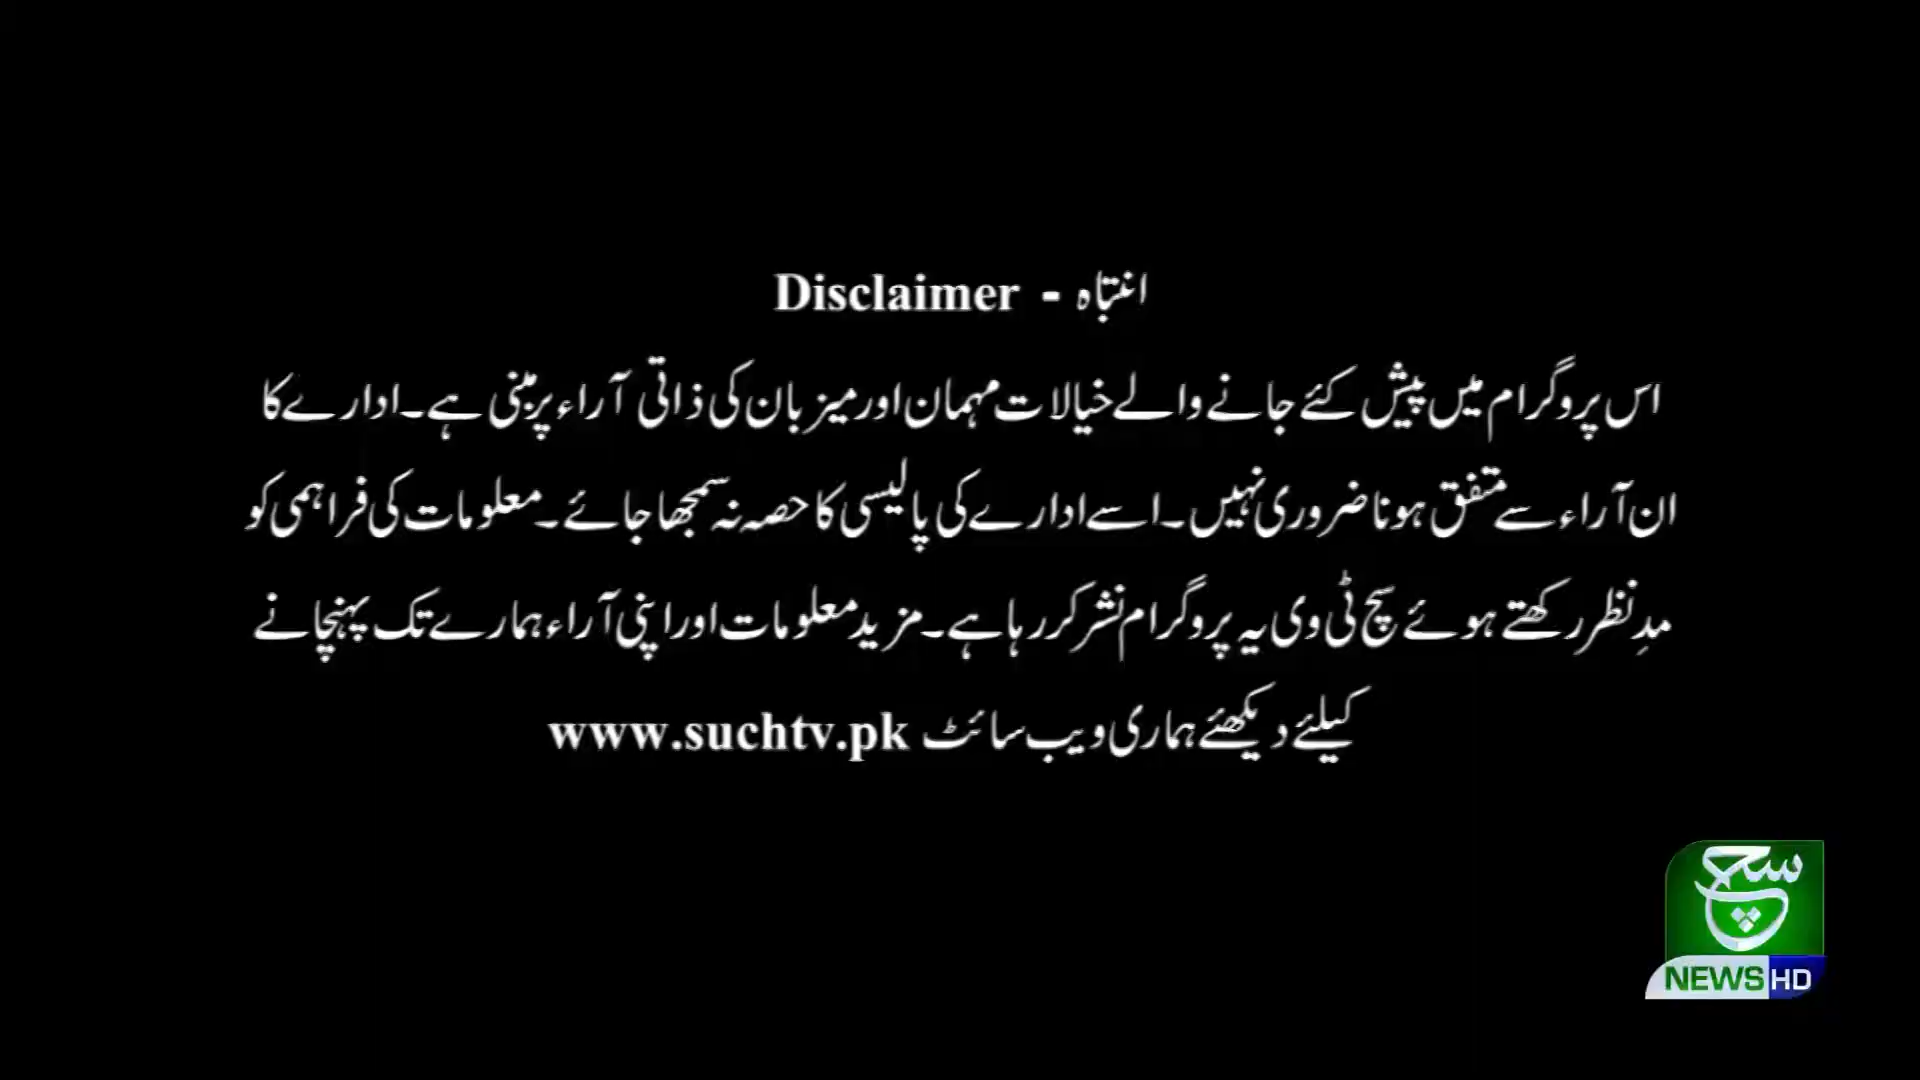 انتباہ - Disclaimer
اس پروگرام میں پیش کئے جانے والے خیالات مہمان اور میزبان کی ذاتی آراء پر مبنی ہے۔ ادارے کا
ان آراء سے متفق ہونا ضروری نہیں۔ اسے ادارے کی پالیسی کا حصہ نہ سمجھا جائے۔ معلومات کی فراہمی کو
مدِنظر رکھتے ہوئے سچ ٹی وی یہ پروگرام نشر کر رہا ہے۔ مزید معلومات اور اپنی آراء ہمارے تک پہنچانے
کیلئے دیکھئے ہماری ویب سائٹ www.suchtv.pk
سچ
NEWS HD